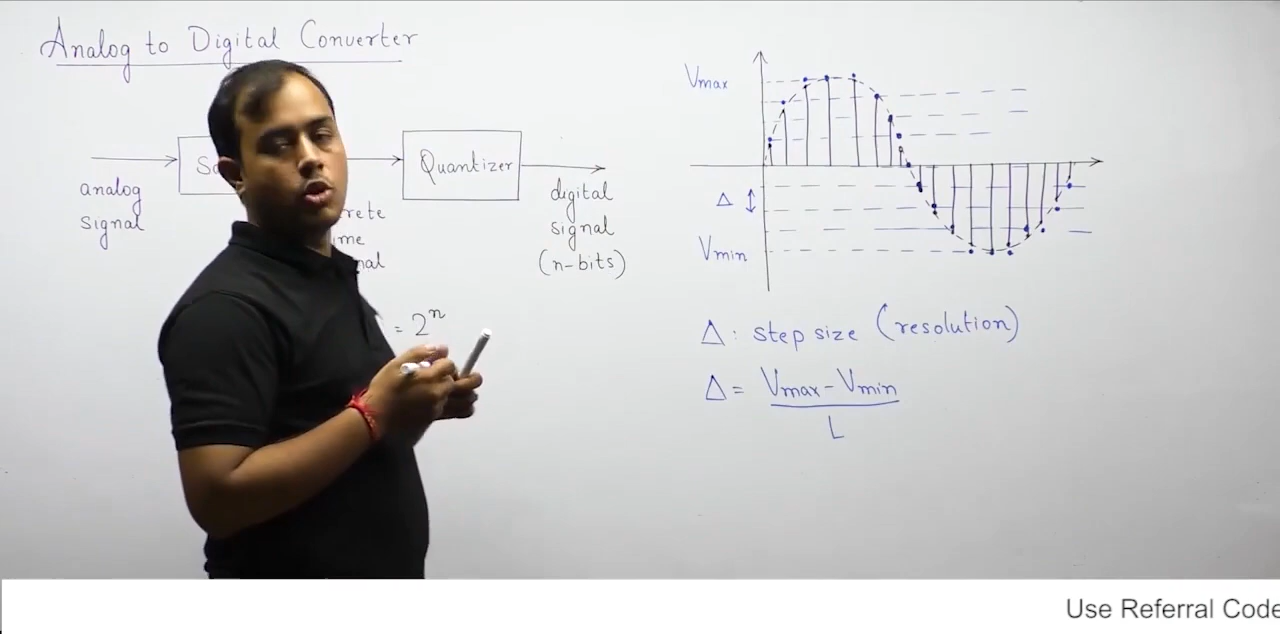 Analog to Digital Converter
analog
signal
Quantizer
digital
signal
(n-bits)
= 2^n
Vmax
Δ
Vmin
Δ : step size (resolution)
Δ = Vmax - Vmin
L
Use Referral Code